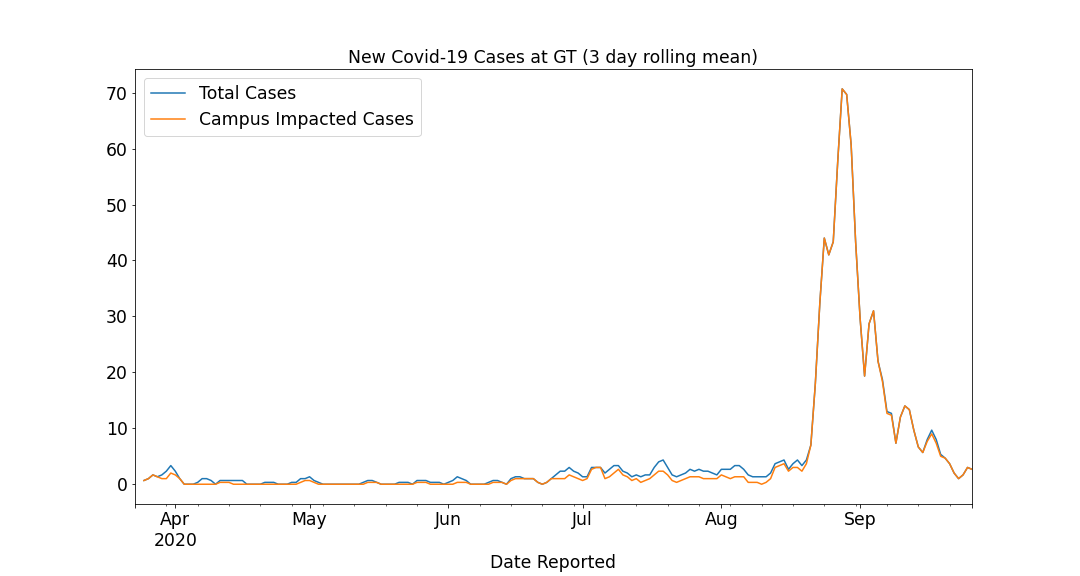 New Covid-19 Cases at GT (3 day rolling mean)
Total Cases
Campus Impacted Cases
70
60
50
40
30
20
10
0
Apr May Jun Jul Aug Sep
2020
Date Reported